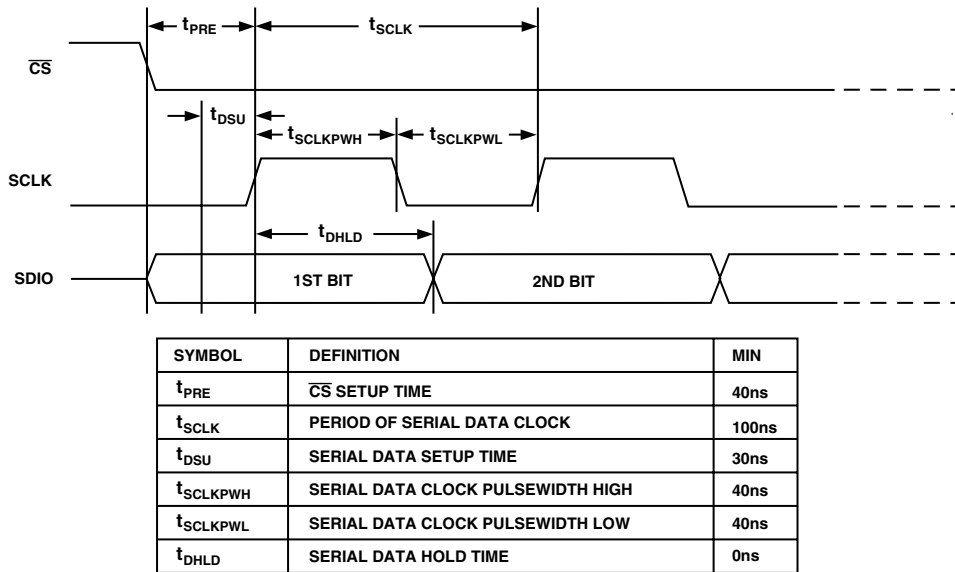 tPRE
tSCLK
CS
tDSU
tSCLKPWH
tSCLKPWL
SCLK
tDHLD
SDIO
1ST BIT
2ND BIT
SYMBOL DEFINITION MIN
tPRE CS SETUP TIME 40ns
tSCLK PERIOD OF SERIAL DATA CLOCK 100ns
tDSU SERIAL DATA SETUP TIME 30ns
tSCLKPWH SERIAL DATA CLOCK PULSEWIDTH HIGH 40ns
tSCLKPWL SERIAL DATA CLOCK PULSEWIDTH LOW 40ns
tDHLD SERIAL DATA HOLD TIME 0ns